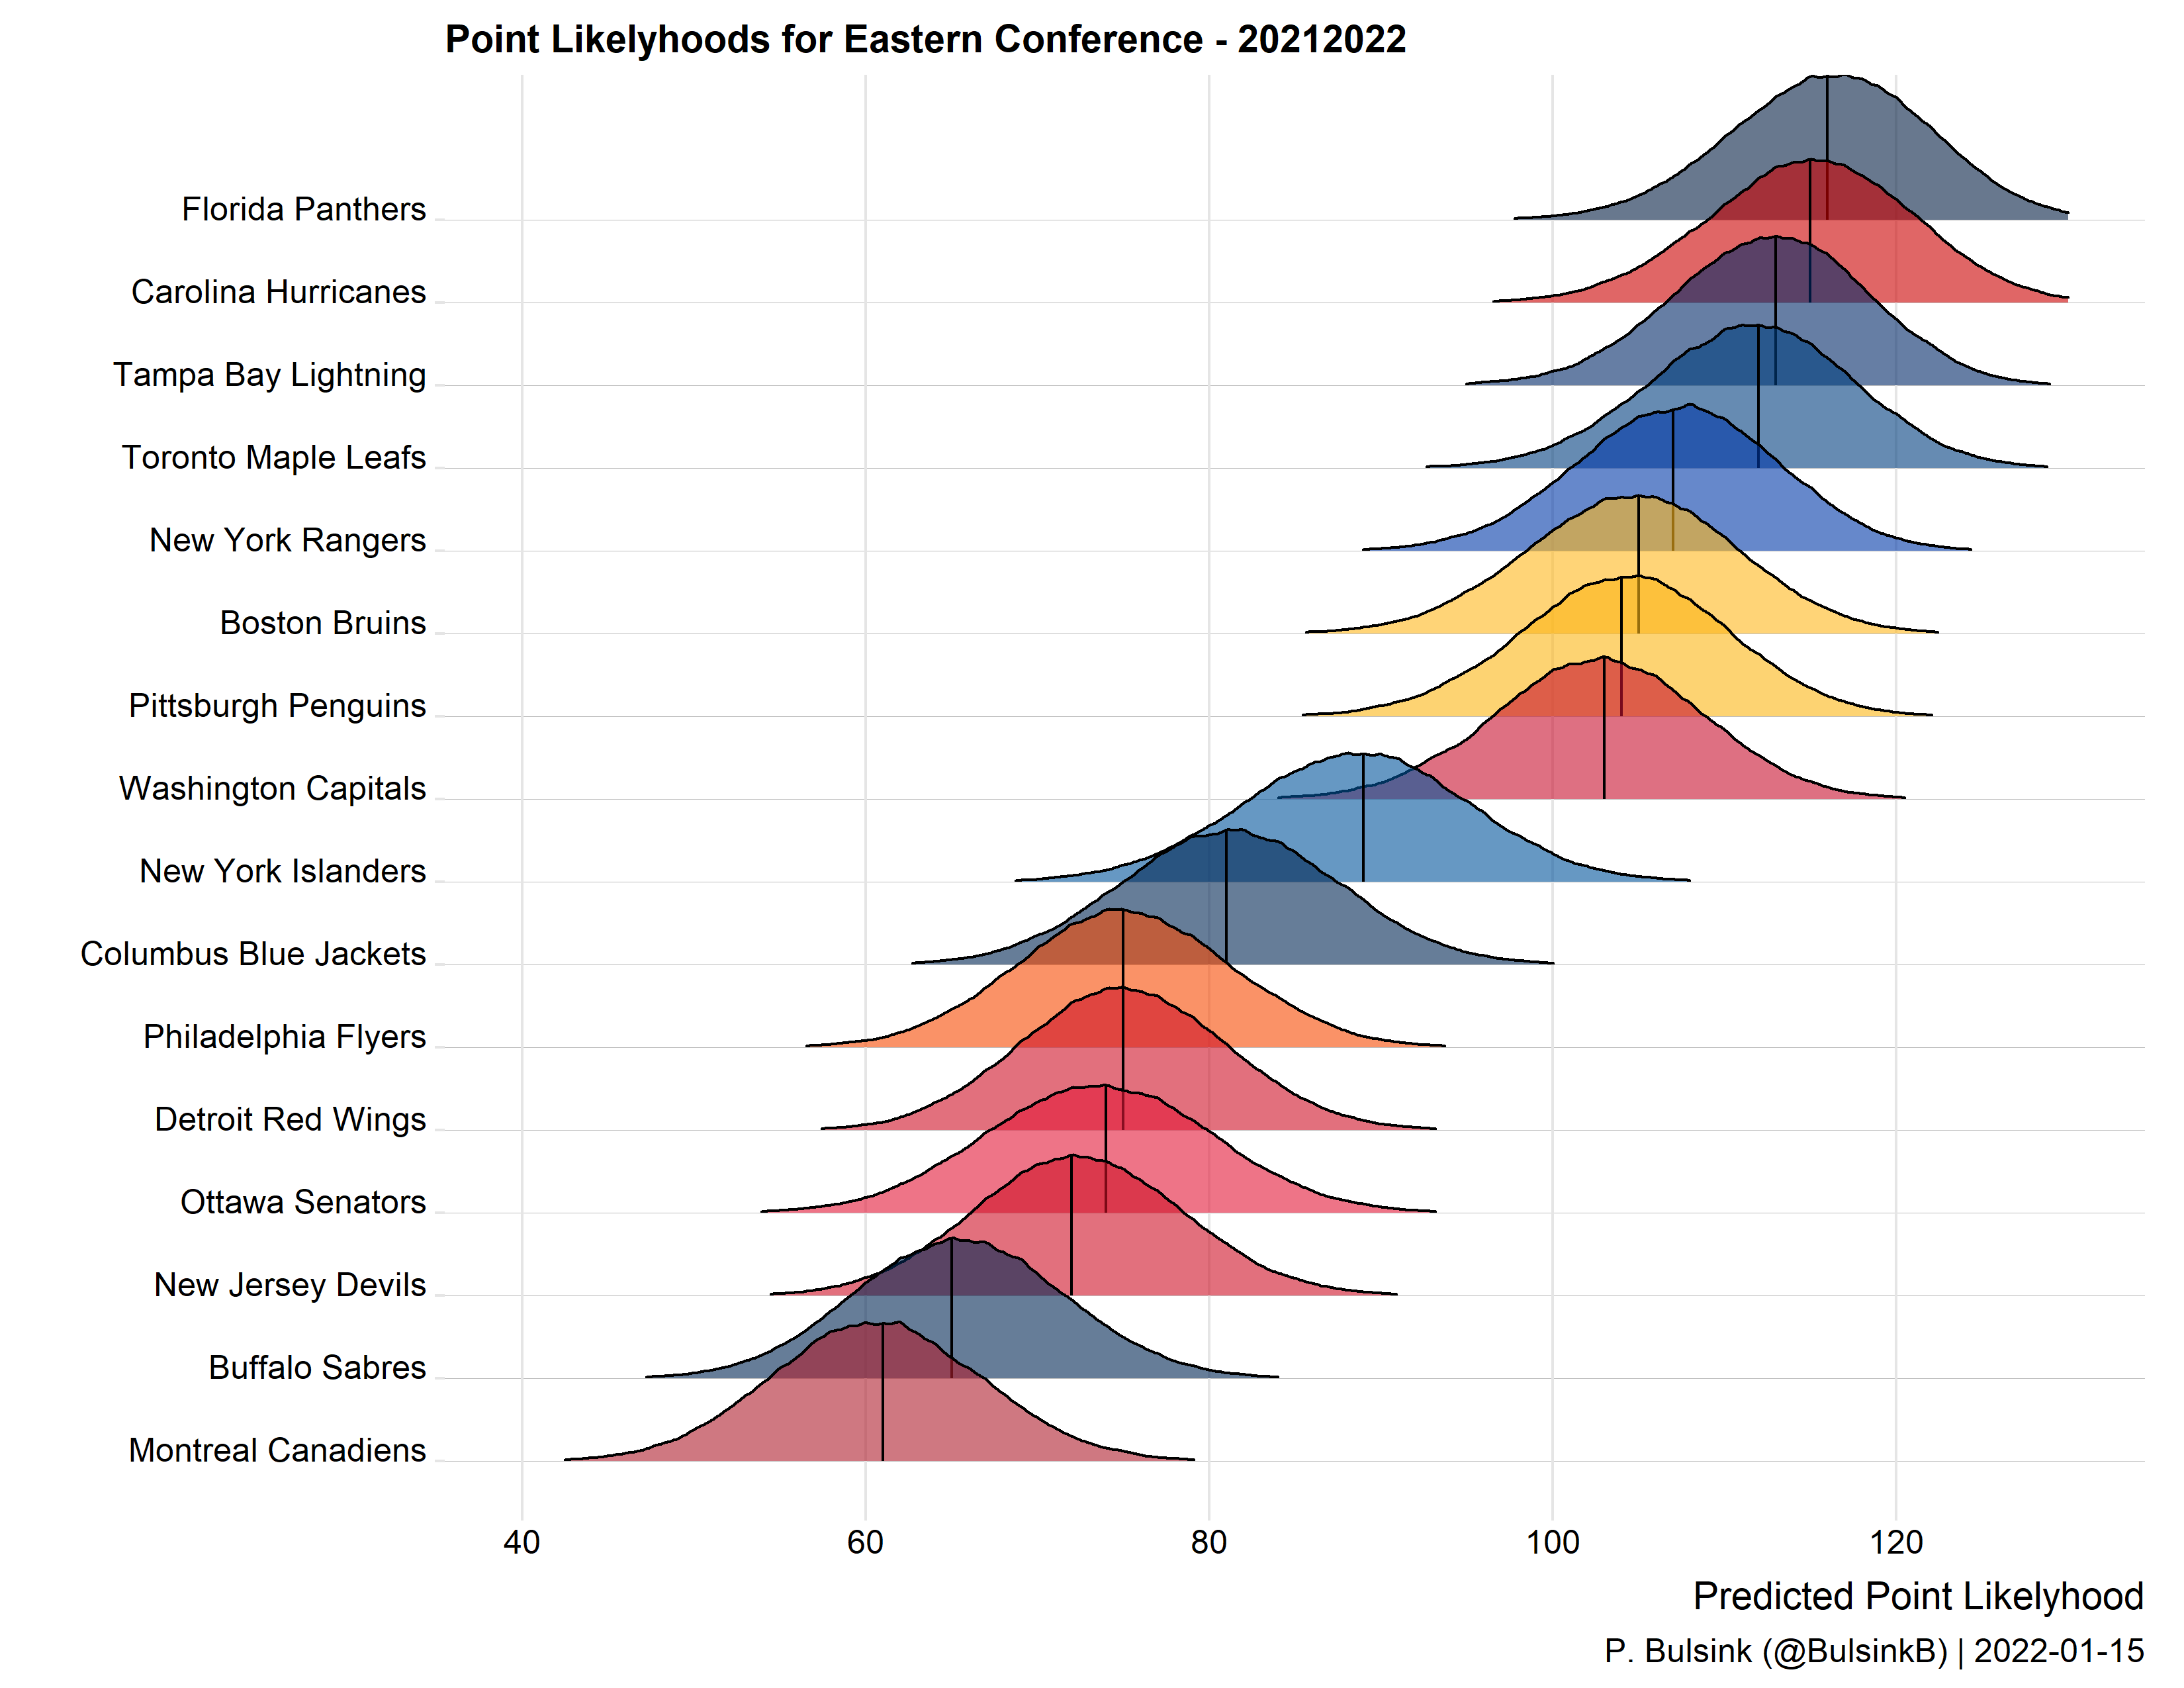 Point Likelyhoods for Eastern Conference - 20212022
Florida Panthers
Carolina Hurricanes
Tampa Bay Lightning
Toronto Maple Leafs
New York Rangers
Boston Bruins
Pittsburgh Penguins
Washington Capitals
New York Islanders
Columbus Blue Jackets
Philadelphia Flyers
Detroit Red Wings
Ottawa Senators
New Jersey Devils
Buffalo Sabres
Montreal Canadiens
40 60 80 100 120
Predicted Point Likelyhood
P. Bulsink (@BulsinkB) | 2022-01-15